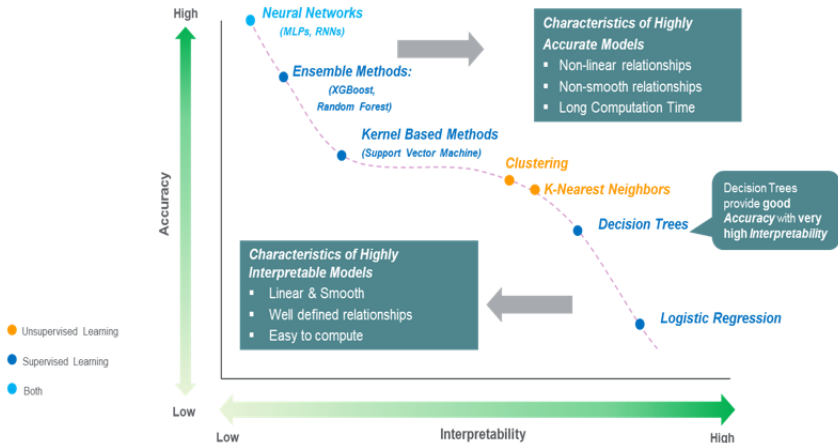 High
Neural Networks
(MLPs, RNNs)
Characteristics of Highly
Accurate Models
▪ Non-linear relationships
▪ Non-smooth relationships
▪ Long Computation Time
Ensemble Methods:
(XGBoost,
Random Forest)
Kernel Based Methods
(Support Vector Machine)
Clustering
K-Nearest Neighbors
Decision Trees
Decision Trees
provide good
Accuracy with very
high Interpretability
Accuracy
Characteristics of Highly
Interpretable Models
▪ Linear & Smooth
▪ Well defined relationships
▪ Easy to compute
Logistic Regression
Unsupervised Learning
Supervised Learning
Both
Low
Low
Interpretability
High